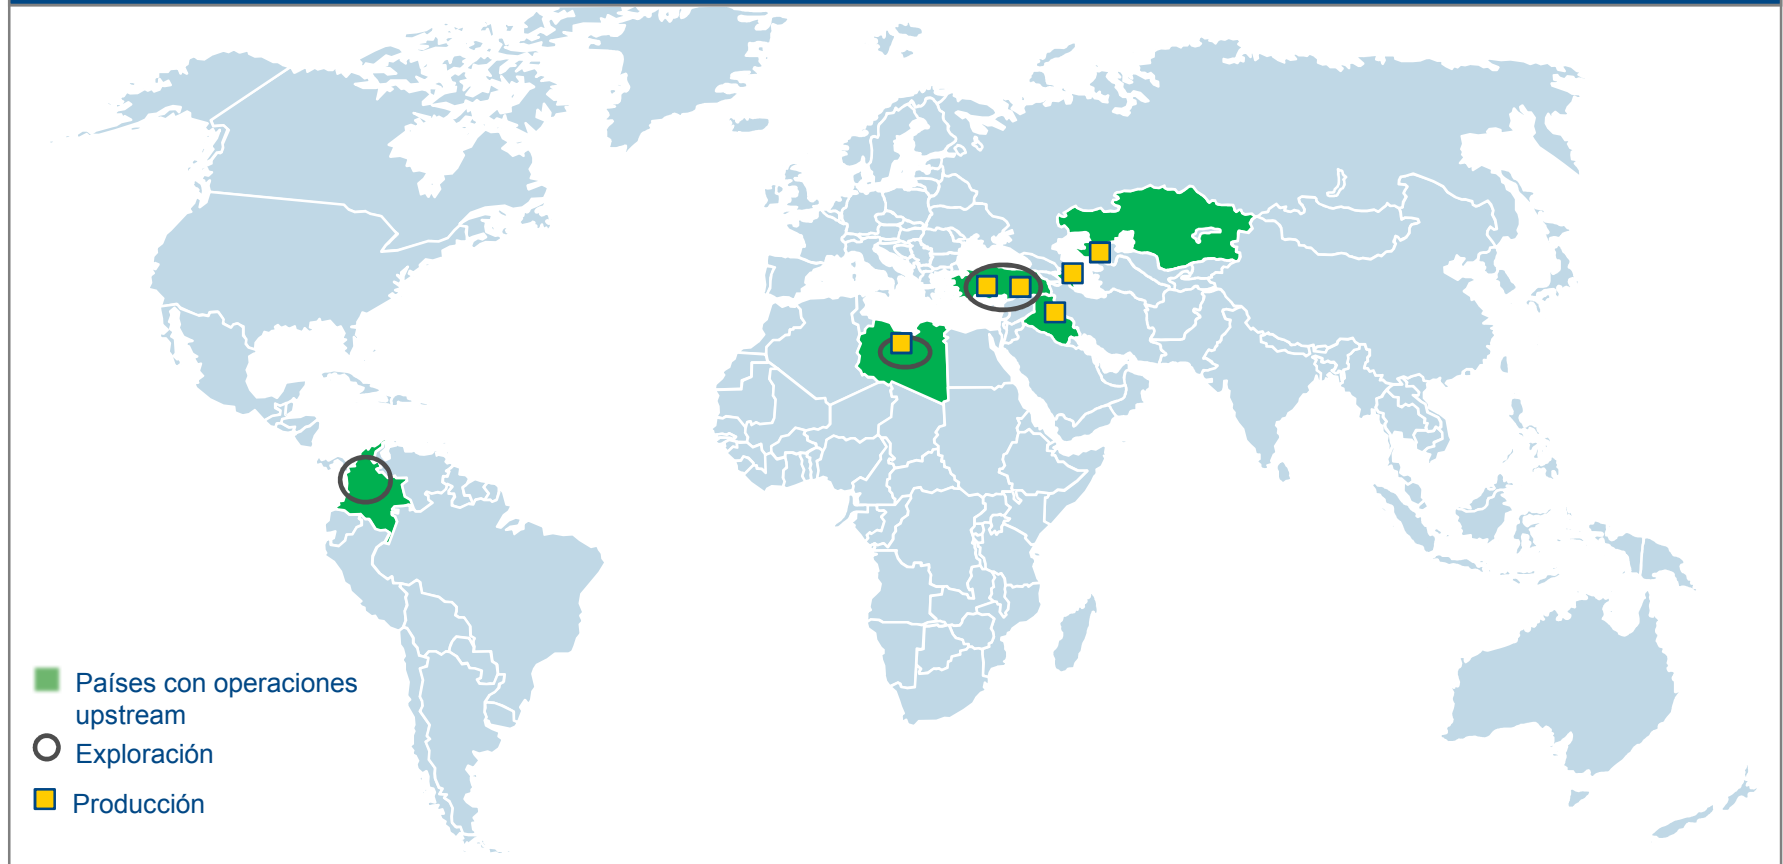 Países con operaciones
upstream
Exploración
Producción